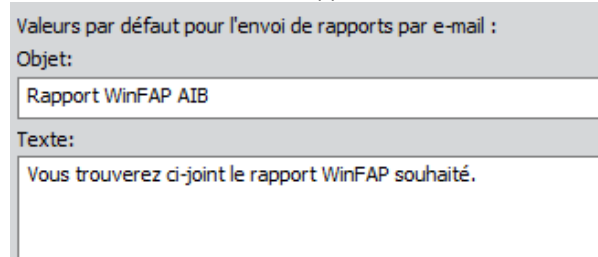 Valeurs par défaut pour l'envoi de rapports par e-mail :
Objet:
Rapport WinFAP AIB
Texte:
Vous trouverez ci-joint le rapport WinFAP souhaité.